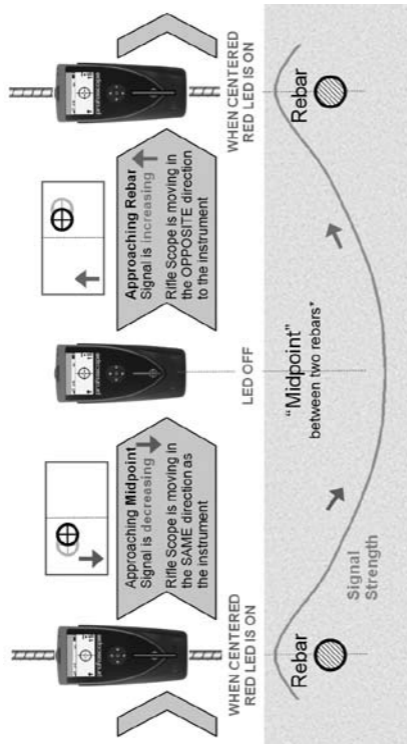 Approaching Midpoint
Signal is decreasing
Rifle Scope is moving in
the SAME direction as
the instrument
Approaching Rebar
Signal is increasing
Rifle Scope is moving in
the OPPOSITE direction
to the instrument
WHEN CENTERED
RED LED IS ON
LED OFF
WHEN CENTERED
RED LED IS ON
Rebar
Signal
Strength
"Midpoint"
between two rebars"
Rebar